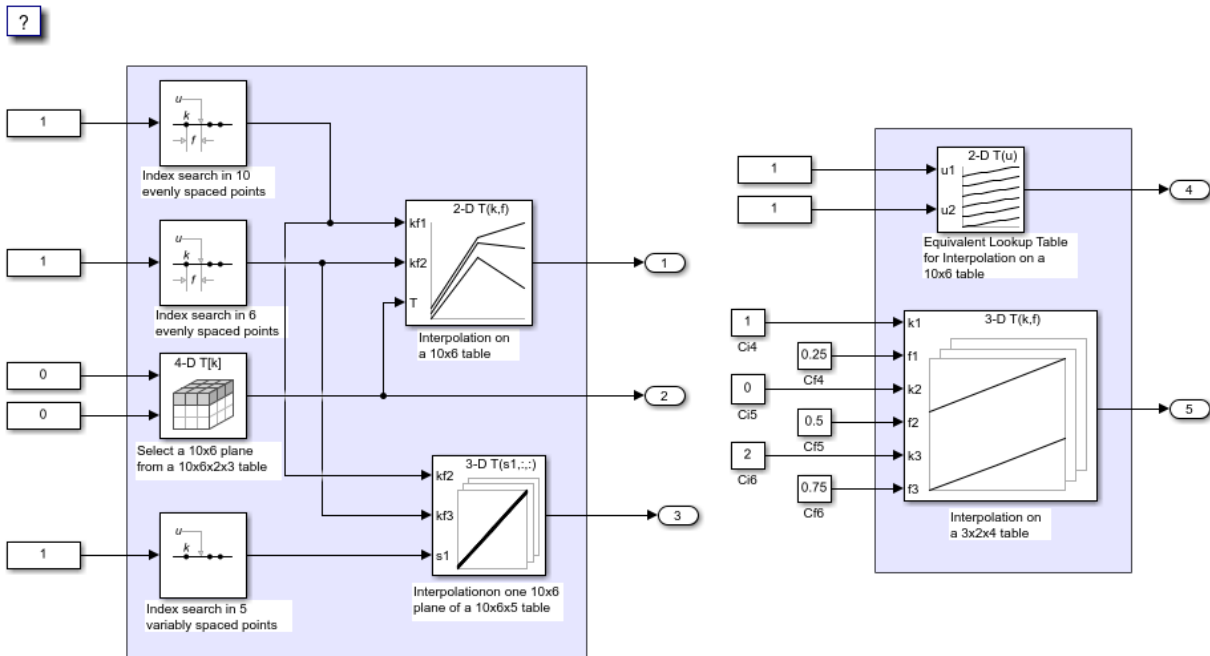 ?
1
u
k
f
Index search in 10
evenly spaced points
1
u
k
f
Index search in 6
evenly spaced points
0
0
4-D T[k]
Select a 10x6 plane
from a 10x6x2x3 table
1
u
k
Index search in 5
variably spaced points
2-D T(k,f)
kf1
kf2
T
Interpolation on
a 10x6 table
1
2
3-D T(s1,:,:)
kf2
kf3
s1
Interpolationon one 10x6
plane of a 10x6x5 table
3
1
1
2-D T(u)
u1
u2
Equivalent Lookup Table
for Interpolation on a
10x6 table
4
1
Ci4
0.25
Cf4
0
Ci5
0.5
Cf5
2
Ci6
0.75
Cf6
3-D T(k,f)
k1
f1
k2
f2
k3
f3
Interpolation on
a 3x2x4 table
5